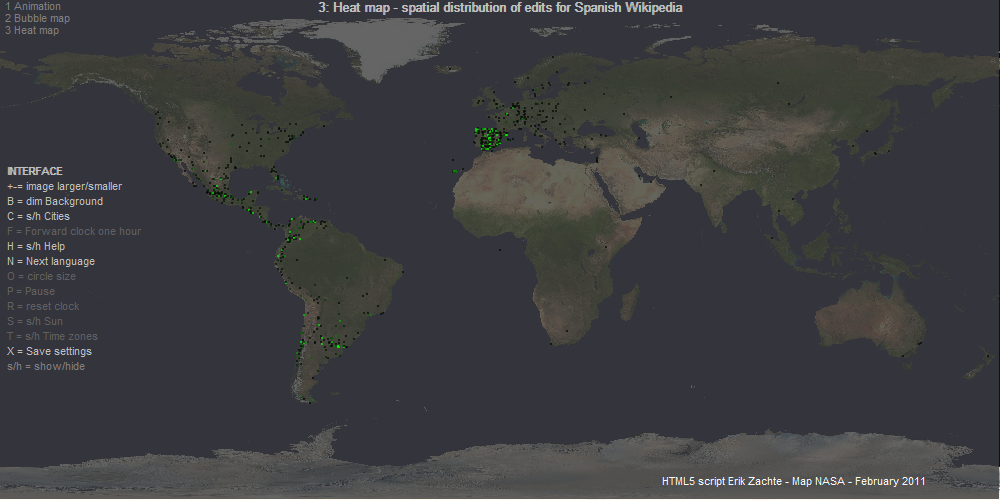 3: Heat map - spatial distribution of edits for Spanish Wikipedia
1 Animation
2 Bubble map
3 Heat map
INTERFACE
+-= image larger/smaller
B = dim Background
C = s/h Cities
F = Forward clock one hour
H = s/h Help
N = Next language
O = circle size
P = Pause
R = reset clock
S = s/h Sun
T = s/h Time zones
X = Save settings
s/h = show/hide
HTML5 script Erik Zachte - Map NASA - February 2011